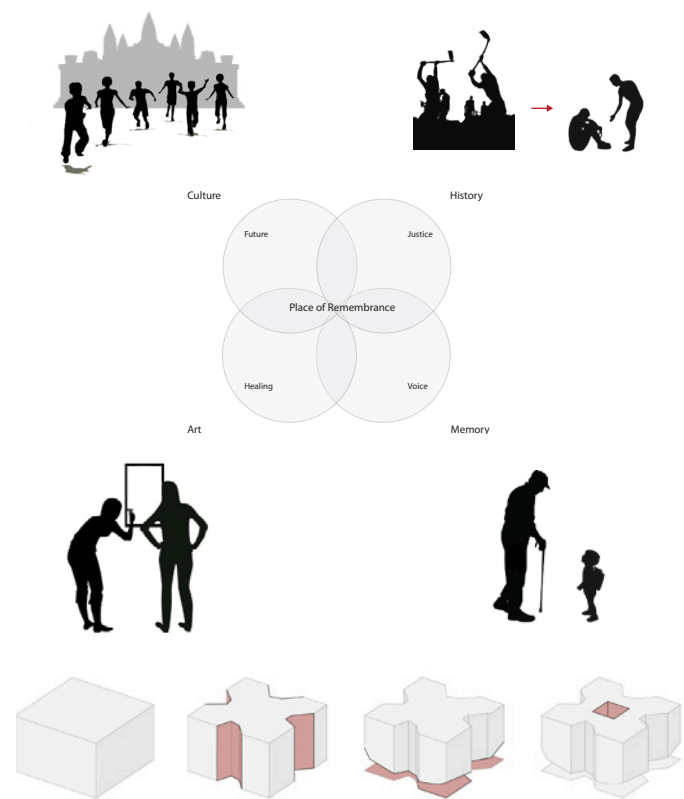 Culture
History
Future
Justice
Place of Remembrance
Healing
Voice
Art
Memory